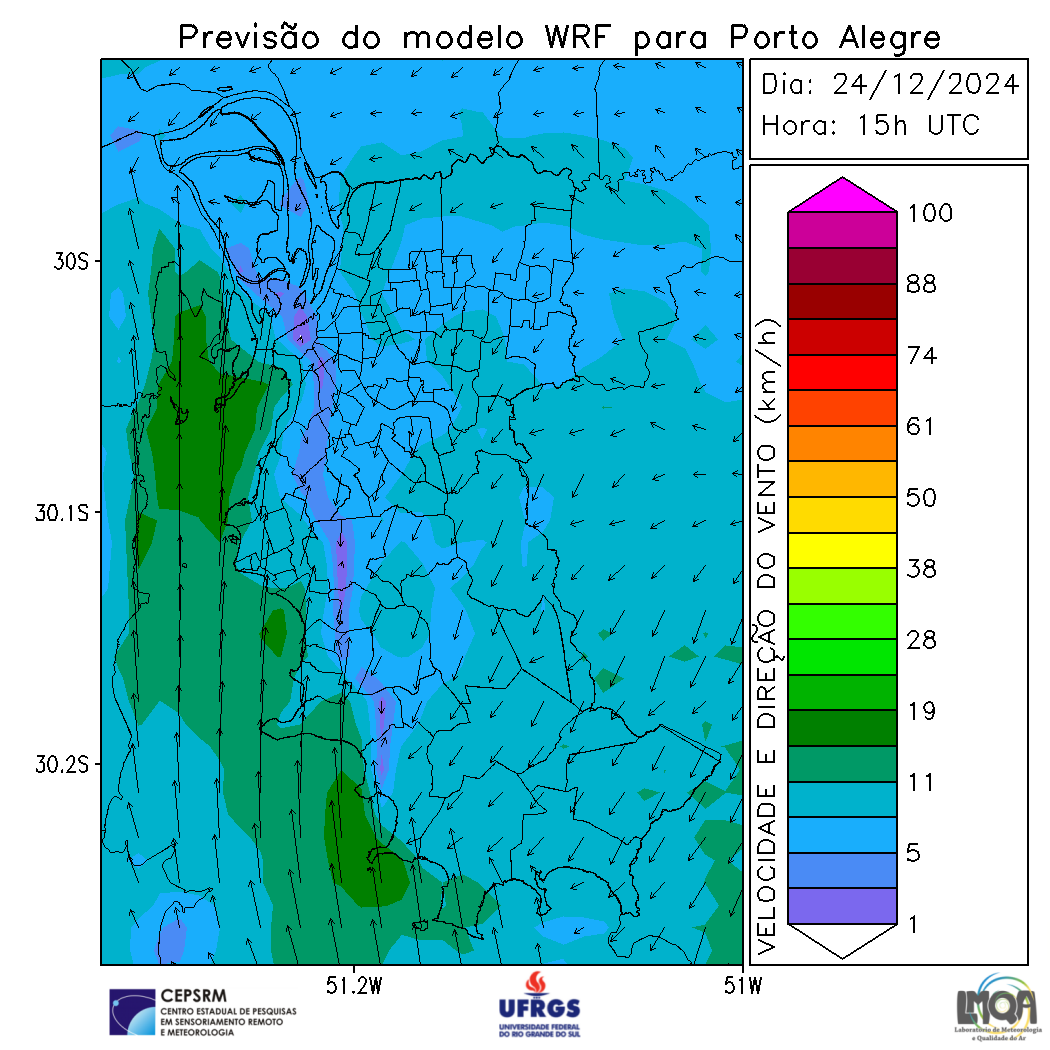 Previsão do modelo WRF para Porto Alegre
Dia: 24/12/2024
Hora: 15h UTC
30S
30.1S
30.2S
51.2W
51W
VELOCIDADE E DIREÇÃO DO VENTO (km/h)
100
88
74
61
50
38
28
19
11
5
1
CEPSRM
CENTRO ESTADUAL DE PESQUISAS
EM SENSORIAMENTO REMOTO
E METEOROLOGIA
UFRGS
UNIVERSIDADE FEDERAL
DO RIO GRANDE DO SUL
LMQA
Laboratório de Meteorologia
e Qualidade do Ar